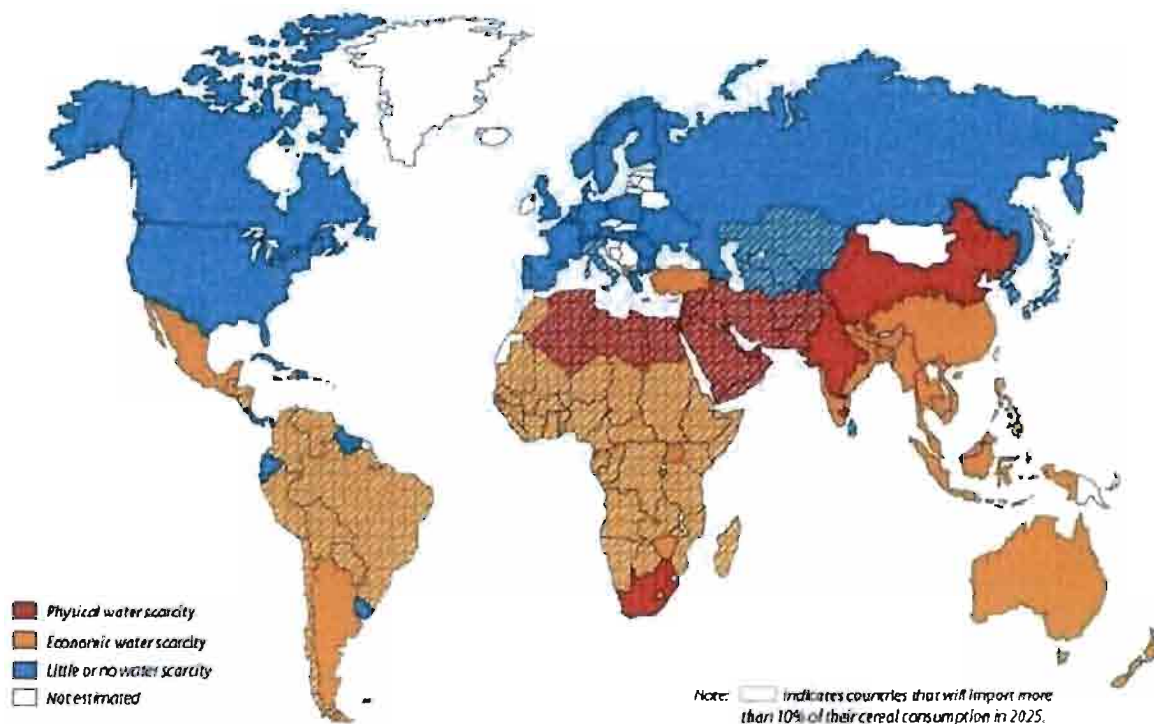 Physical water scarcity
Economic water scarcity
Little or no water scarcity
Not estimated
Note: indicates countries that will import more
than 10% of their cereal consumption in 2025.